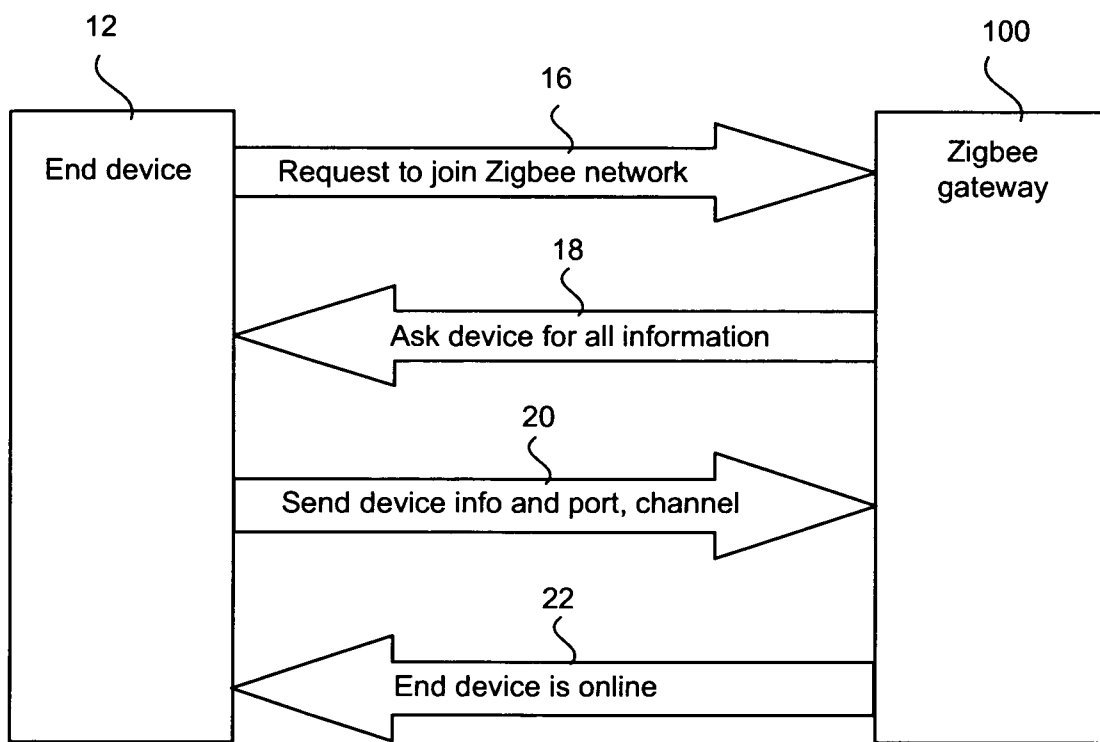 12
100
16
End device
Zigbee
gateway
Request to join Zigbee network
18
Ask device for all information
20
Send device info and port, channel
22
End device is online